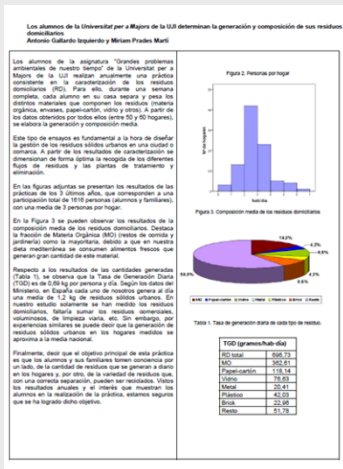 Los alumnos de la Universitat per a Majors de la UJI determinan la generación y composición de sus residuos
domiciliarios
Antonio Gallardo Izquierdo y Miriam Prades Martí
Los alumnos de la asignatura "Grandes problemas
ambientales de nuestro tiempo" de la Universitat per a
Majors de la UJI realizan anualmente una práctica
consistente en la caracterización de los residuos
domiciliarios (RD). Para ello, durante una semana
completa, cada alumno en su casa separa y pesa los
distintos materiales que componen los residuos (materia
orgánica, envases, papel-cartón, vidrio y otros). A partir de
los datos obtenidos por todos ellos (entre 50 y 60 hogares),
se elabora la generación y composición media.
Este tipo de ensayos es fundamental a la hora de diseñar
la gestión de los residuos sólidos urbanos en una ciudad o
comarca. A partir de los resultados de caracterización se
dimensionan de forma óptima la recogida de los diferentes
flujos de residuos y las plantas de tratamiento y
eliminación.
En las figuras adjuntas se presentan los resultados de las
prácticas de los 3 últimos años, que corresponden a una
participación total de 1616 personas (alumnos y familiares),
con una media de 3 personas por hogar.
En la Figura 3 se pueden observar los resultados de la
composición media de los residuos domiciliarios. Destaca
la fracción de Materia Orgánica (MO) (restos de comida y
jardinería) como la mayoritaria, debido a que en nuestra
dieta mediterránea se consumen alimentos frescos que
generan gran cantidad de este material.
Respecto a los resultados de las cantidades generadas
(Tabla 1), se observa que la Tasa de Generación Diaria
(TGD) es de 0,69 kg por persona y día. Según los datos del
Ministerio, en España cada uno de nosotros genera al día
una media de 1,2 kg de residuos sólidos urbanos. En
nuestro estudio solamente se han medido los residuos
domiciliarios, faltaría sumar los residuos comerciales,
voluminosos, de limpieza viaria, etc. Sin embargo, por
experiencias similares se puede decir que la generación de
residuos sólidos urbanos en los hogares medidos se
aproxima a la media nacional.
Finalmente, decir que el objetivo principal de esta práctica
es que los alumnos y sus familiares tomen conciencia por
un lado, de la cantidad de residuos que se generan a diario
en los hogares y, por otro, de la variedad de residuos que,
con una correcta separación, pueden ser reciclados. Vistos
los resultados anuales y el interés que muestran los
alumnos en la realización de la práctica, estamos seguros
que se ha logrado dicho objetivo.
Figura 2. Personas por hogar
Nº de hogares
Figura 3. Composición media de los residuos domiciliarios.
Tabla 1. Tasa de generación diaria de cada tipo de residuo.
TGD (gramos/hab-día)
RD total 698,73
MO 362,61
Papel-cartón 118,14
Vidrio 76,63
Metal 20,41
Plástico 42,03
Brick 22,96
Resto 51,78